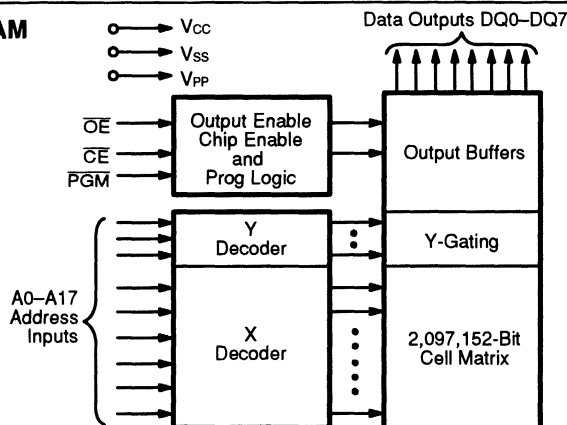 AM
VCC
VSS
VPP
Data Outputs DQ0–DQ7
OE
CE
PGM
Output Enable
Chip Enable
and
Prog Logic
Output Buffers
Y
Decoder
Y-Gating
A0–A17
Address
Inputs
X
Decoder
2,097,152-Bit
Cell Matrix